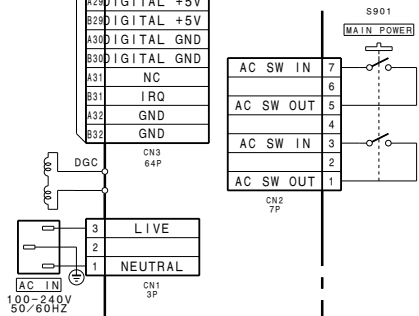 A29 DIGITAL +5V
B29 DIGITAL +5V
A30 DIGITAL GND
B30 DIGITAL GND
A31 NC
B31 IRQ
A32 GND
B32 GND
CN3
64P
DGC
3 LIVE
2
1 NEUTRAL
CN1
3P
AC IN
100-240V
50/60HZ
S901
MAIN POWER
AC SW IN 7
6
AC SW OUT 5
4
AC SW IN 3
2
AC SW OUT 1
CN2
7P